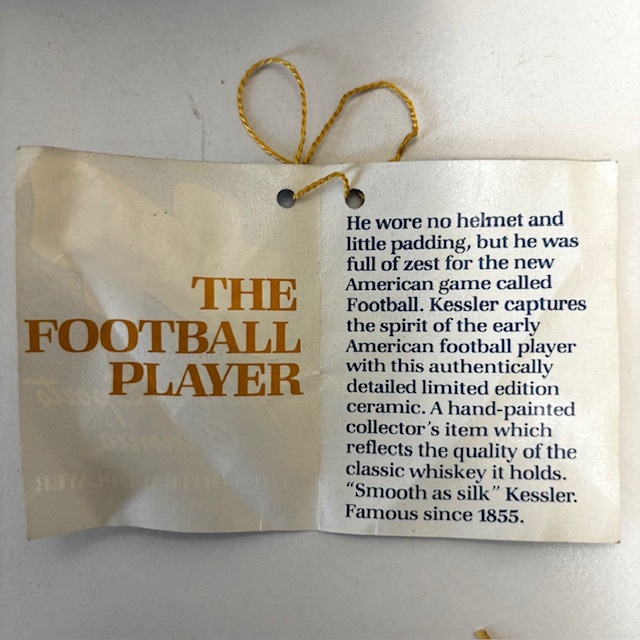 THE
FOOTBALL
PLAYER
He wore no helmet and
little padding, but he was
full of zest for the new
American game called
Football. Kessler captures
the spirit of the early
American football player
with this authentically
detailed limited edition
ceramic. A hand-painted
collector's item which
reflects the quality of the
classic whiskey it holds.
“Smooth as silk” Kessler.
Famous since 1855.